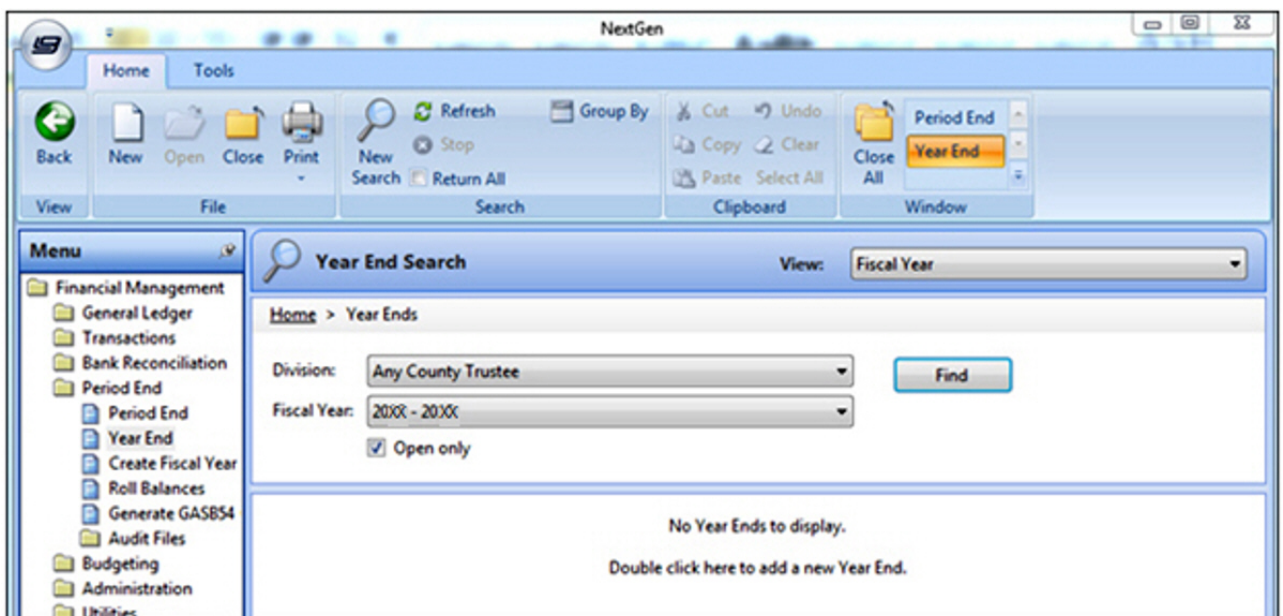 NextGen
Home Tools
Back New Open Close Print
New Search Refresh Stop Return All Group By
Cut Undo
Copy Clear
Paste Select All
Close All Period End
Year End
View File Search Clipboard Window
Menu
Financial Management
General Ledger
Transactions
Bank Reconciliation
Period End
Period End
Year End
Create Fiscal Year
Roll Balances
Generate GASB54
Audit Files
Budgeting
Administration
Utilities
Year End Search View: Fiscal Year
Home > Year Ends
Division: Any County Trustee Find
Fiscal Year: 20XX - 20XX
Open only
No Year Ends to display.
Double click here to add a new Year End.